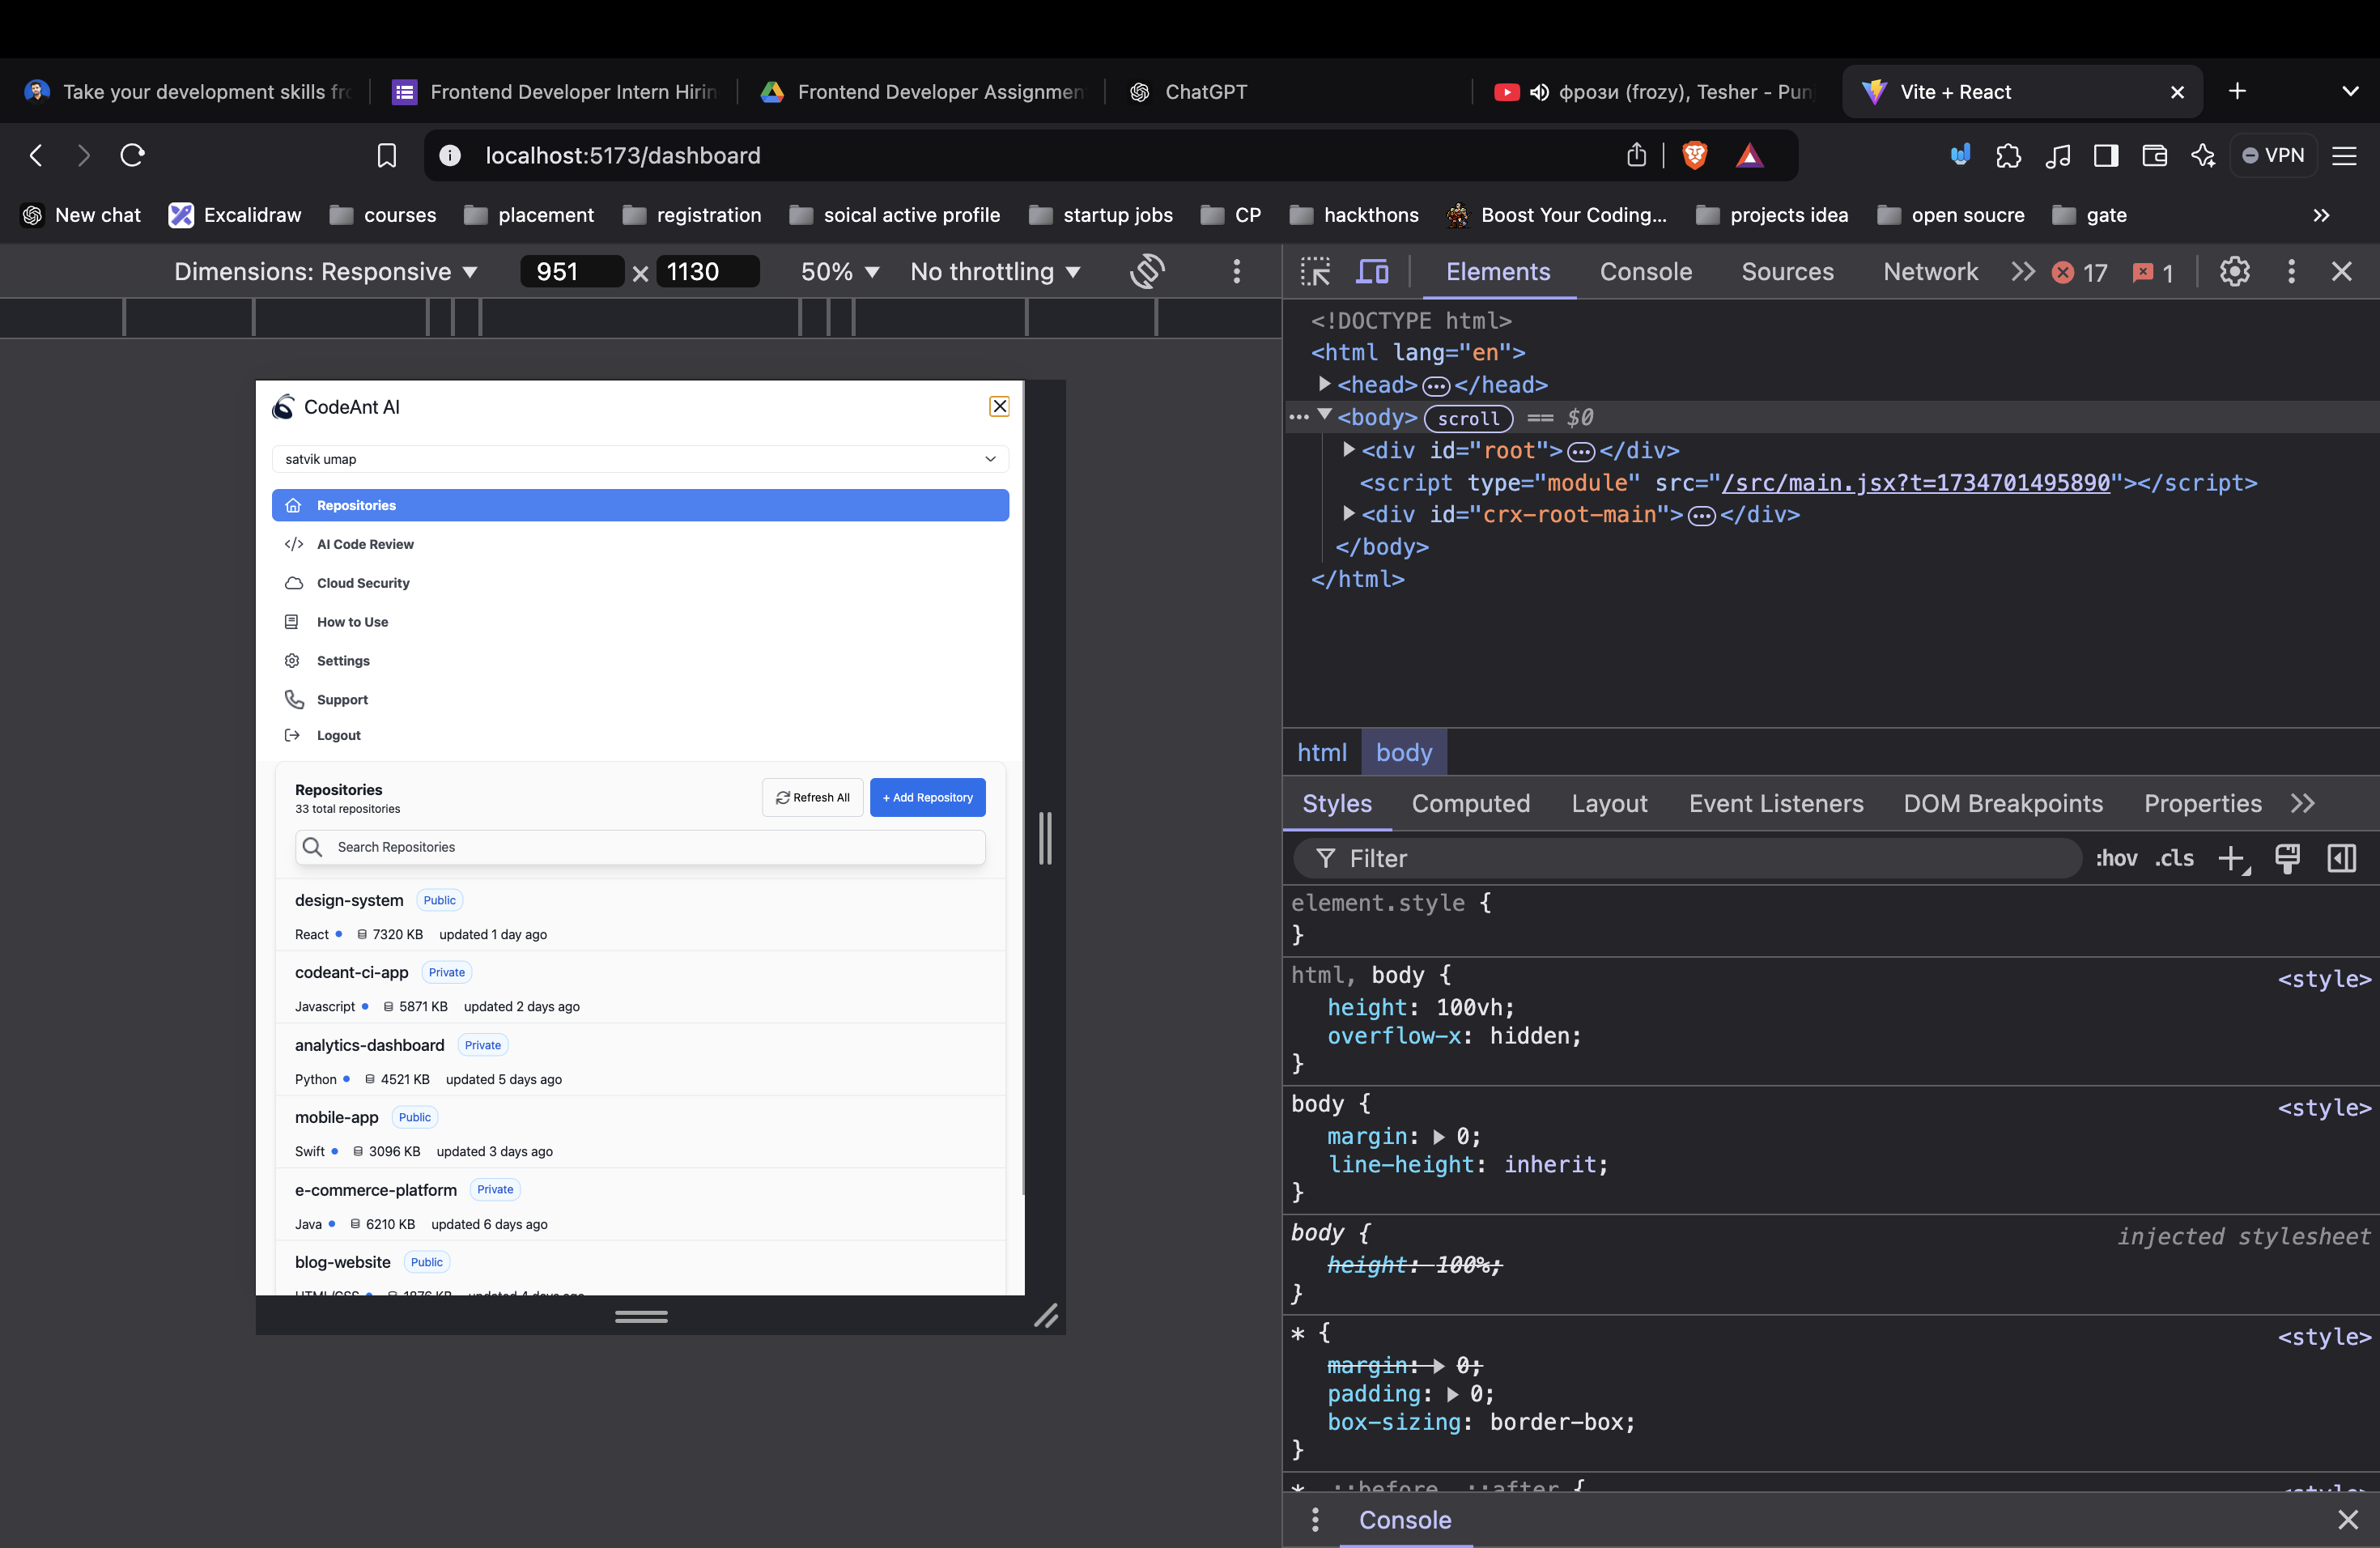 Take your development skills fr
Frontend Developer Intern Hirin
Frontend Developer Assignmen
ChatGPT
фрози (frozy), Tesher - Pun
Vite + React
localhost:5173/dashboard
VPN
New chat
Excalidraw
courses
placement
registration
soical active profile
startup jobs
CP
hackthons
Boost Your Coding...
projects idea
open soucre
gate
Dimensions: Responsive
951 × 1130
50%
No throttling
Elements
Console
Sources
Network
17
1
CodeAnt AI
satvik umap
Repositories
AI Code Review
Cloud Security
How to Use
Settings
Support
Logout
Repositories
33 total repositories
Refresh All
+ Add Repository
Search Repositories
design-system Public
React 7320 KB updated 1 day ago
codeant-ci-app Private
Javascript 5871 KB updated 2 days ago
analytics-dashboard Private
Python 4521 KB updated 5 days ago
mobile-app Public
Swift 3096 KB updated 3 days ago
e-commerce-platform Private
Java 6210 KB updated 6 days ago
blog-website Public
HTML/CSS 1876 KB updated 4 days ago
<!DOCTYPE html>
<html lang="en">
<head>…</head>
<body> scroll == $0
<div id="root">…</div>
<script type="module" src="/src/main.jsx?t=1734701495890"></script>
<div id="crx-root-main">…</div>
</body>
</html>
html body
Styles
Computed
Layout
Event Listeners
DOM Breakpoints
Properties
Filter
:hov .cls
element.style {
}
html, body { <style>
height: 100vh;
overflow-x: hidden;
}
body { <style>
margin: 0;
line-height: inherit;
}
body { injected stylesheet
height: 100%;
}
* { <style>
margin: 0;
padding: 0;
box-sizing: border-box;
}
*, ::before, ::after { <style>
Console